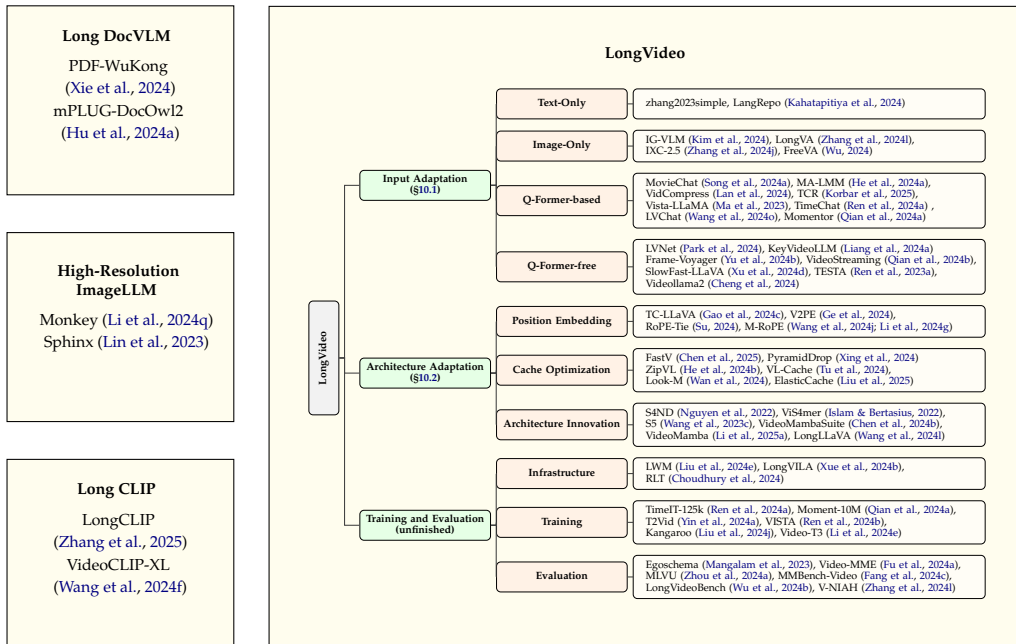 Long DocVLM
PDF-WuKong
(Xie et al., 2024)
mPLUG-DocOwl2
(Hu et al., 2024a)
High-Resolution
ImageLLM
Monkey (Li et al., 2024q)
Sphinx (Lin et al., 2023)
Long CLIP
LongCLIP
(Zhang et al., 2025)
VideoCLIP-XL
(Wang et al., 2024f)
LongVideo
LongVideo
Input Adaptation
(§10.1)
Text-Only
zhang2023simple, LangRepo (Kahatapitiya et al., 2024)
Image-Only
IG-VLM (Kim et al., 2024), LongVA (Zhang et al., 2024l),
IXC-2.5 (Zhang et al., 2024j), FreeVA (Wu, 2024)
Q-Former-based
MovieChat (Song et al., 2024a), MA-LMM (He et al., 2024a),
VidCompress (Lan et al., 2024), TCR (Korbar et al., 2025),
Vista-LLaMA (Ma et al., 2023), TimeChat (Ren et al., 2024a) ,
LVChat (Wang et al., 2024o), Momentor (Qian et al., 2024a)
Q-Former-free
LVNet (Park et al., 2024), KeyVideoLLM (Liang et al., 2024a)
Frame-Voyager (Yu et al., 2024b), VideoStreaming (Qian et al., 2024b),
SlowFast-LLaVA (Xu et al., 2024d), TESTA (Ren et al., 2023a),
Videollama2 (Cheng et al., 2024)
Architecture Adaptation
(§10.2)
Position Embedding
TC-LLaVA (Gao et al., 2024c), V2PE (Ge et al., 2024),
RoPE-Tie (Su, 2024), M-RoPE (Wang et al., 2024j; Li et al., 2024g)
Cache Optimization
FastV (Chen et al., 2025), PyramidDrop (Xing et al., 2024)
ZipVL (He et al., 2024b), VL-Cache (Tu et al., 2024),
Look-M (Wan et al., 2024), ElasticCache (Liu et al., 2025)
Architecture Innovation
S4ND (Nguyen et al., 2022), ViS4mer (Islam & Bertasius, 2022),
S5 (Wang et al., 2023c), VideoMambaSuite (Chen et al., 2024b),
VideoMamba (Li et al., 2025a), LongLLaVA (Wang et al., 2024l)
Training and Evaluation
(unfinished)
Infrastructure
LWM (Liu et al., 2024e), LongVILA (Xue et al., 2024b),
RLT (Choudhury et al., 2024)
Training
TimeIT-125k (Ren et al., 2024a), Moment-10M (Qian et al., 2024a),
T2Vid (Yin et al., 2024a), VISTA (Ren et al., 2024b),
Kangaroo (Liu et al., 2024j), Video-T3 (Li et al., 2024e)
Evaluation
Egoschema (Mangalam et al., 2023), Video-MME (Fu et al., 2024a),
MLVU (Zhou et al., 2024a), MMBench-Video (Fang et al., 2024c),
LongVideoBench (Wu et al., 2024b), V-NIAH (Zhang et al., 2024l)